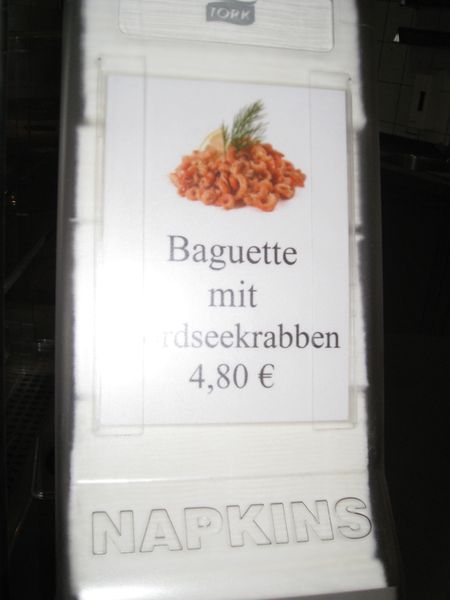 TORK
Baguette
mit
rdseekrabben
4,80 €
NAPKINS